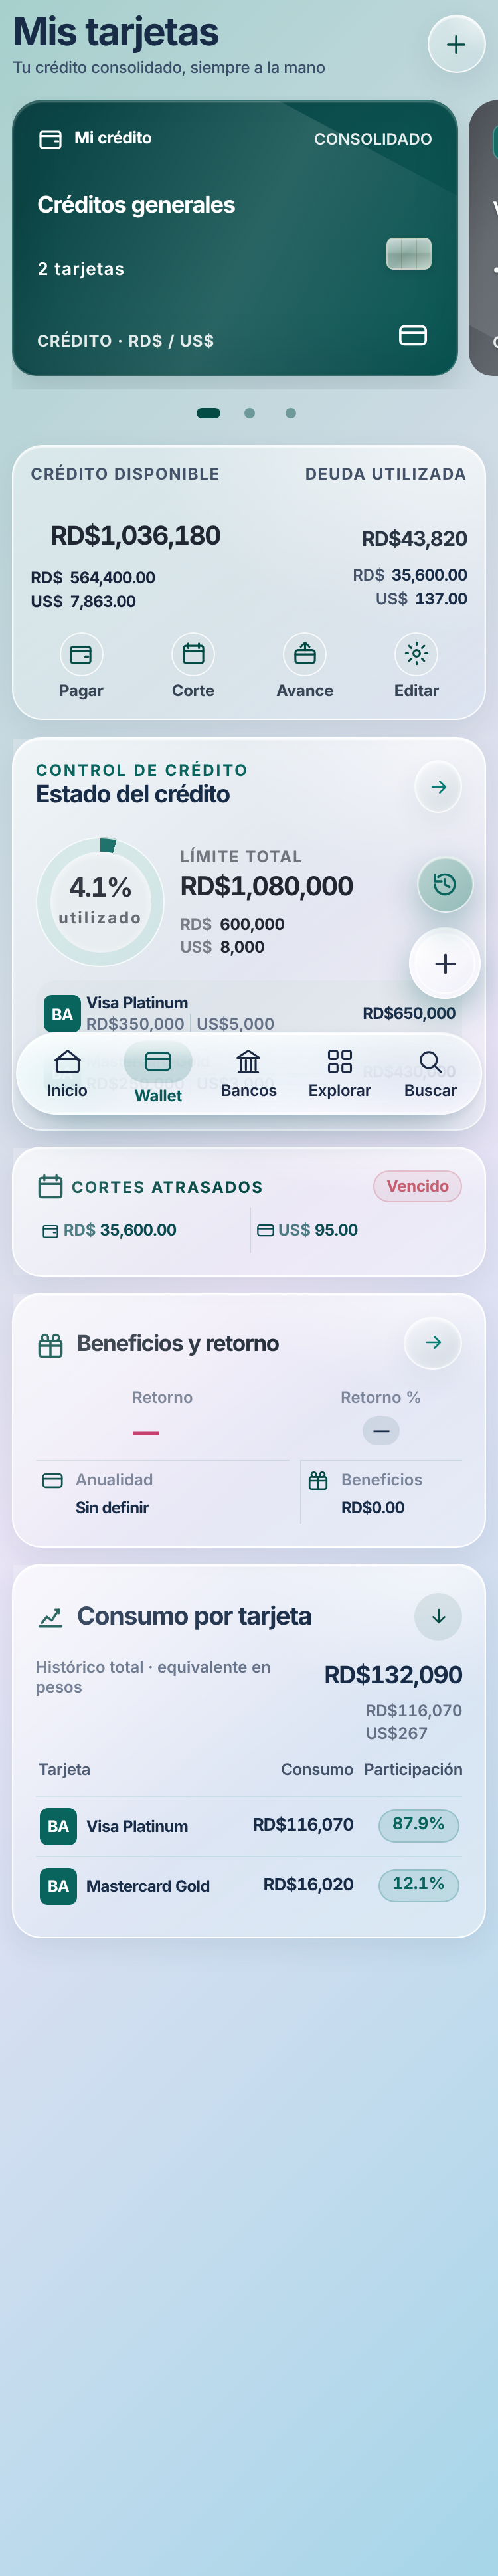 Mis tarjetas
Tu crédito consolidado, siempre a la mano
Mi crédito
CONSOLIDADO
Créditos generales
2 tarjetas
CRÉDITO · RD$ / US$
CRÉDITO DISPONIBLE
DEUDA UTILIZADA
RD$1,036,180
RD$43,820
RD$ 564,400.00
RD$ 35,600.00
US$ 7,863.00
US$ 137.00
Pagar
Corte
Avance
Editar
CONTROL DE CRÉDITO
Estado del crédito
4.1%
utilizado
LÍMITE TOTAL
RD$1,080,000
RD$ 600,000
US$ 8,000
BA
Visa Platinum
RD$350,000 | US$5,000
RD$650,000
RD$430,000
Inicio
Wallet
Bancos
Explorar
Buscar
CORTES ATRASADOS
Vencido
RD$ 35,600.00
US$ 95.00
Beneficios y retorno
Retorno
Retorno %
—
—
Anualidad
Sin definir
Beneficios
RD$0.00
Consumo por tarjeta
Histórico total · equivalente en
pesos
RD$132,090
RD$116,070
US$267
Tarjeta
Consumo
Participación
BA
Visa Platinum
RD$116,070
87.9%
BA
Mastercard Gold
RD$16,020
12.1%